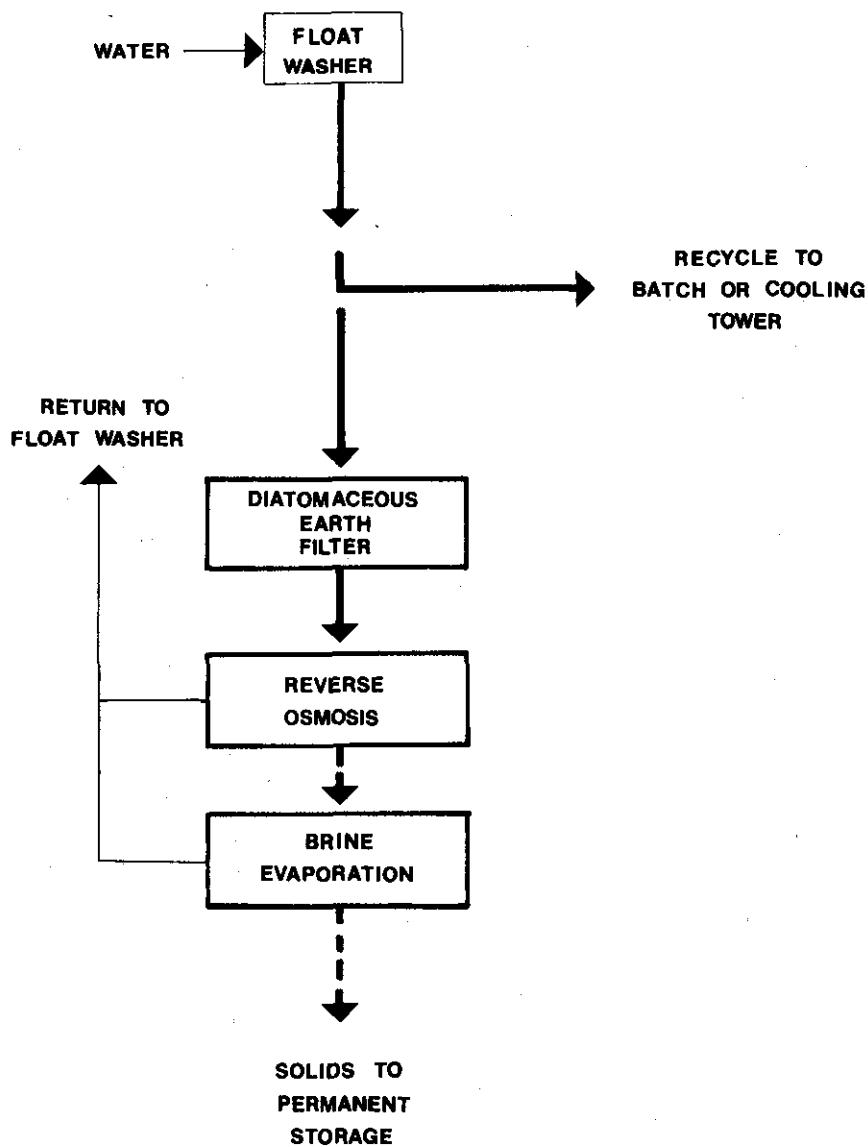 WATER
FLOAT
WASHER
RECYCLE TO
BATCH OR COOLING
TOWER
RETURN TO
FLOAT WASHER
DIATOMACEOUS
EARTH
FILTER
REVERSE
OSMOSIS
BRINE
EVAPORATION
SOLIDS TO
PERMANENT
STORAGE